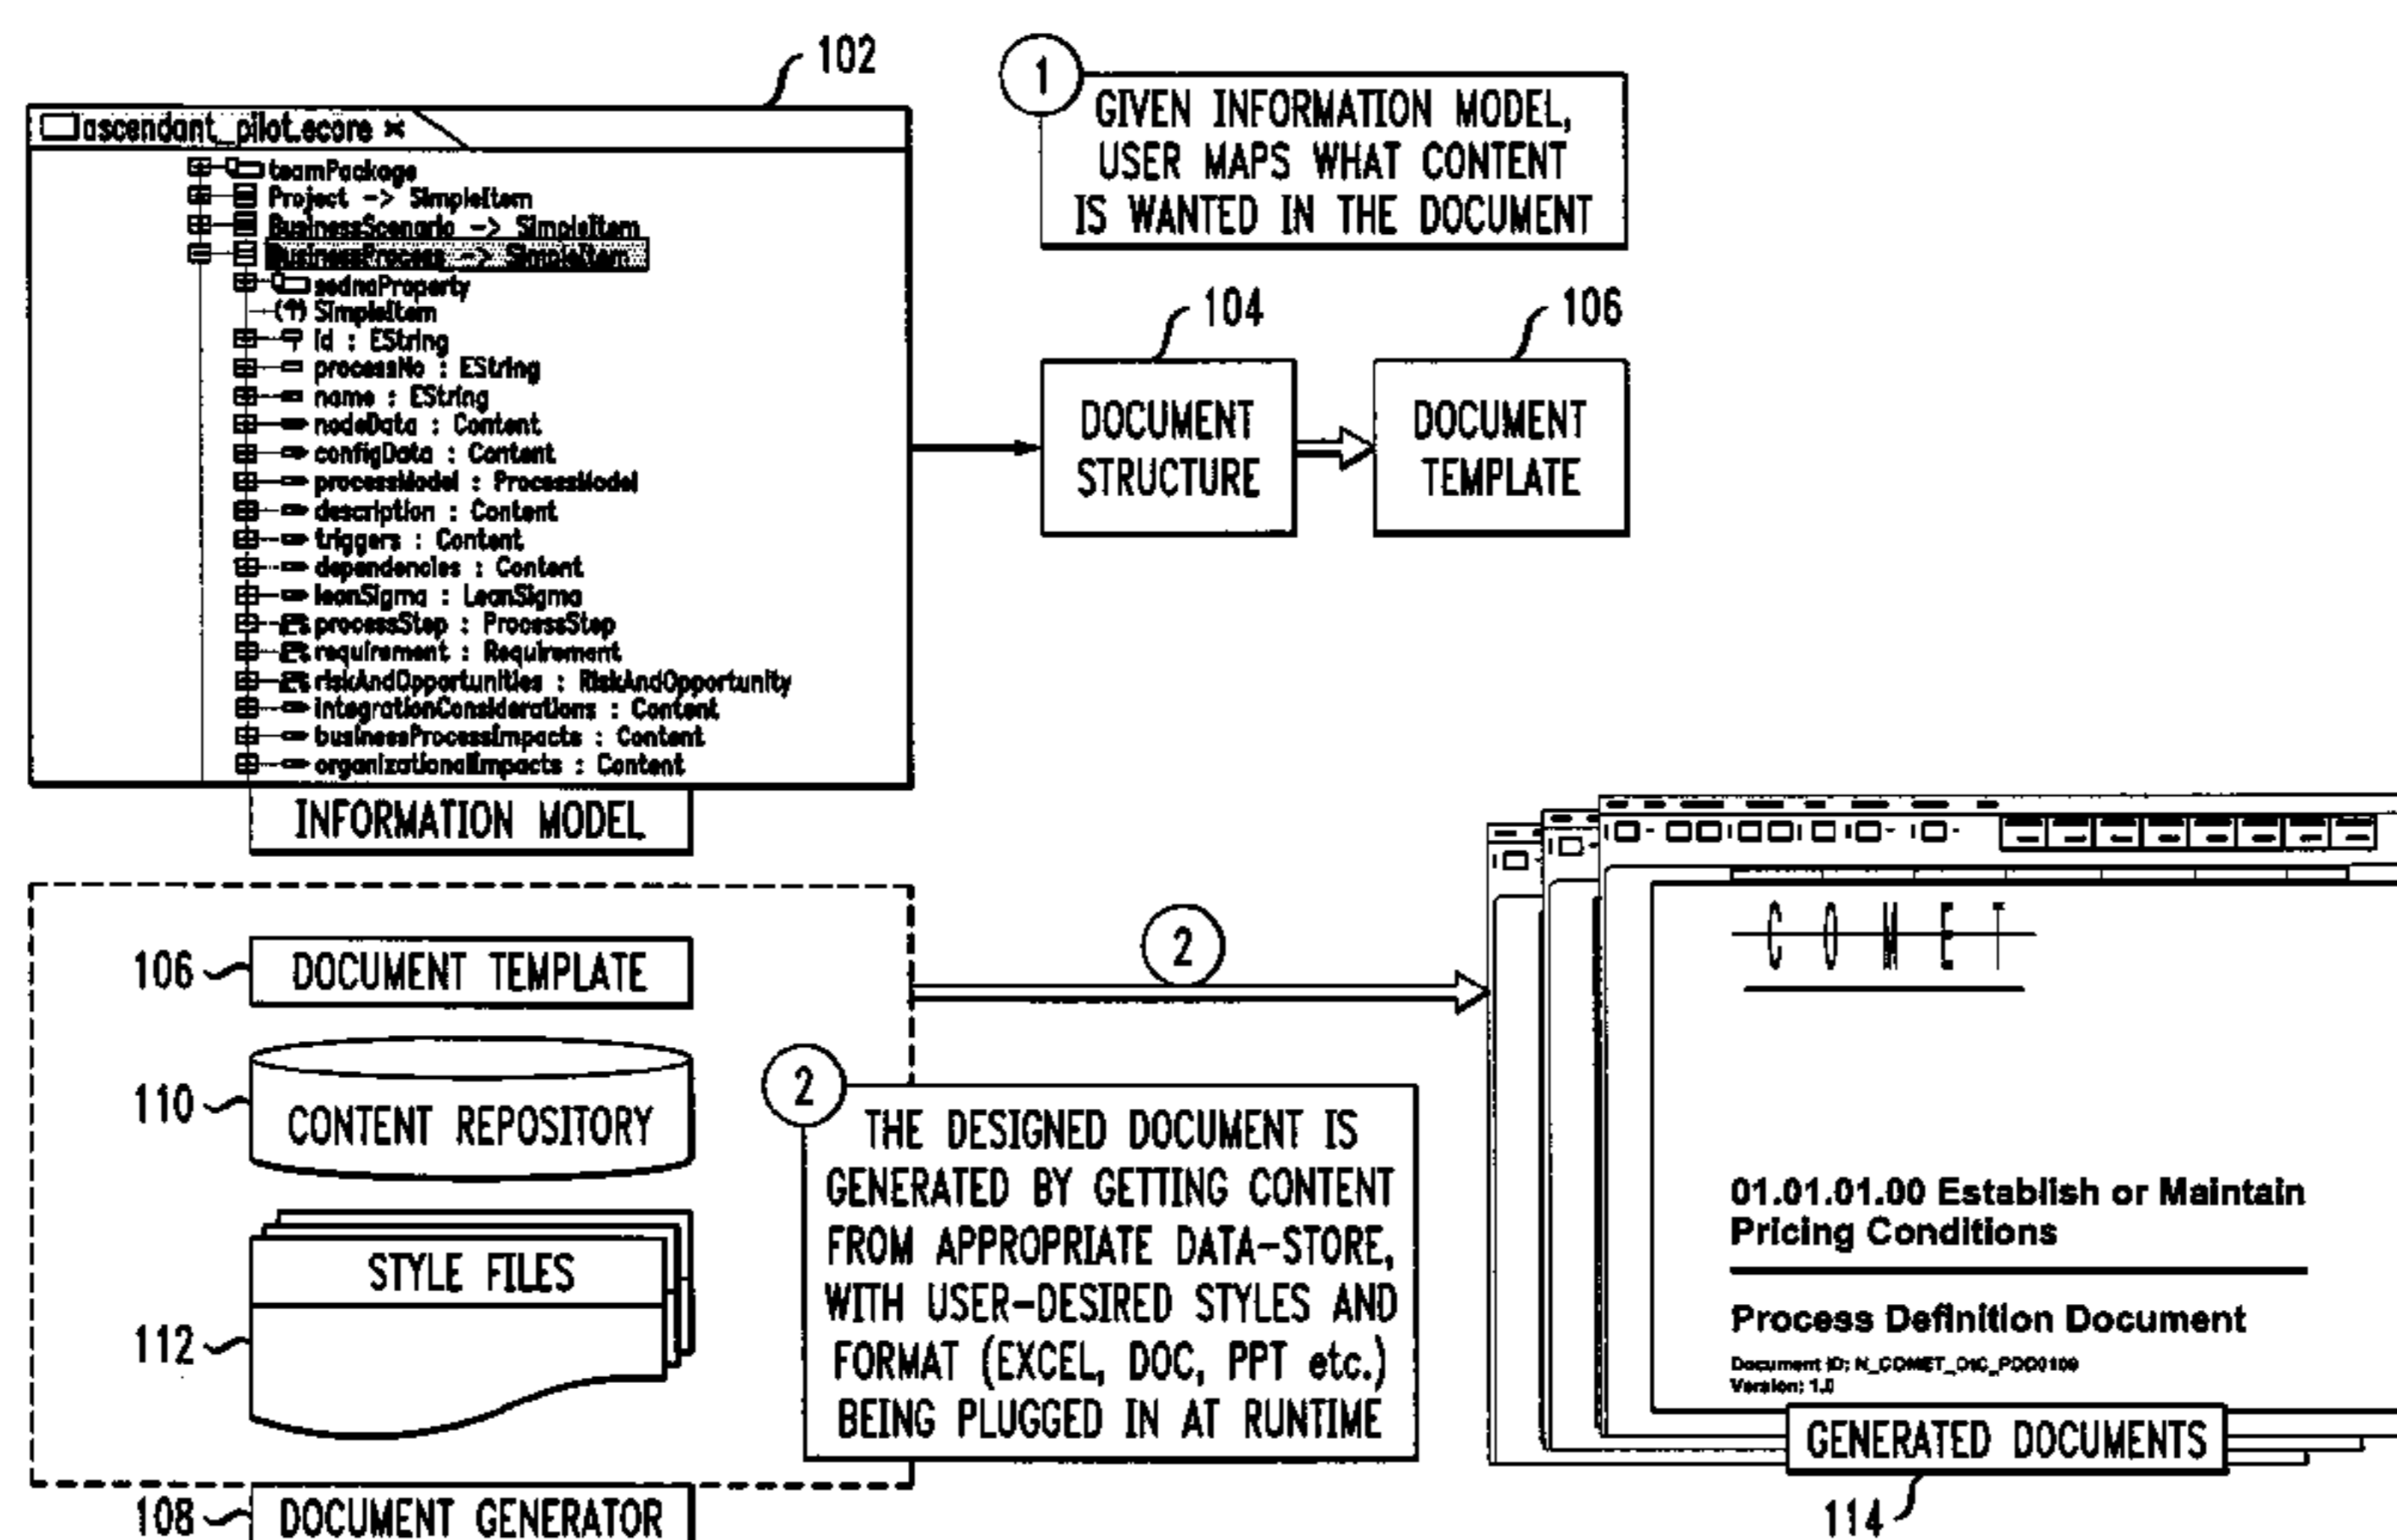 102
ascendant_pilot.ecore ×
teamPackage
Project -> SimpleItem
BusinessScenario -> SimpleItem
BusinessProcess -> SimpleItem
sednaProperty
SimpleItem
id : EString
processNo : EString
name : EString
nodeData : Content
configData : Content
processModel : ProcessModel
description : Content
triggers : Content
dependencies : Content
leanSigma : LeanSigma
processStep : ProcessStep
requirement : Requirement
riskAndOpportunities : RiskAndOpportunity
integrationConsiderations : Content
businessProcessImpacts : Content
organizationalImpacts : Content
INFORMATION MODEL
1
GIVEN INFORMATION MODEL,
USER MAPS WHAT CONTENT
IS WANTED IN THE DOCUMENT
104
DOCUMENT
STRUCTURE
106
DOCUMENT
TEMPLATE
106
DOCUMENT TEMPLATE
110
CONTENT REPOSITORY
STYLE FILES
112
108
DOCUMENT GENERATOR
2
2
THE DESIGNED DOCUMENT IS
GENERATED BY GETTING CONTENT
FROM APPROPRIATE DATA-STORE,
WITH USER-DESIRED STYLES AND
FORMAT (EXCEL, DOC, PPT etc.)
BEING PLUGGED IN AT RUNTIME
COMET
01.01.01.00 Establish or Maintain
Pricing Conditions
Process Definition Document
Document ID: N_COMET_OtC_PDD0109
Version: 1.0
GENERATED DOCUMENTS
114